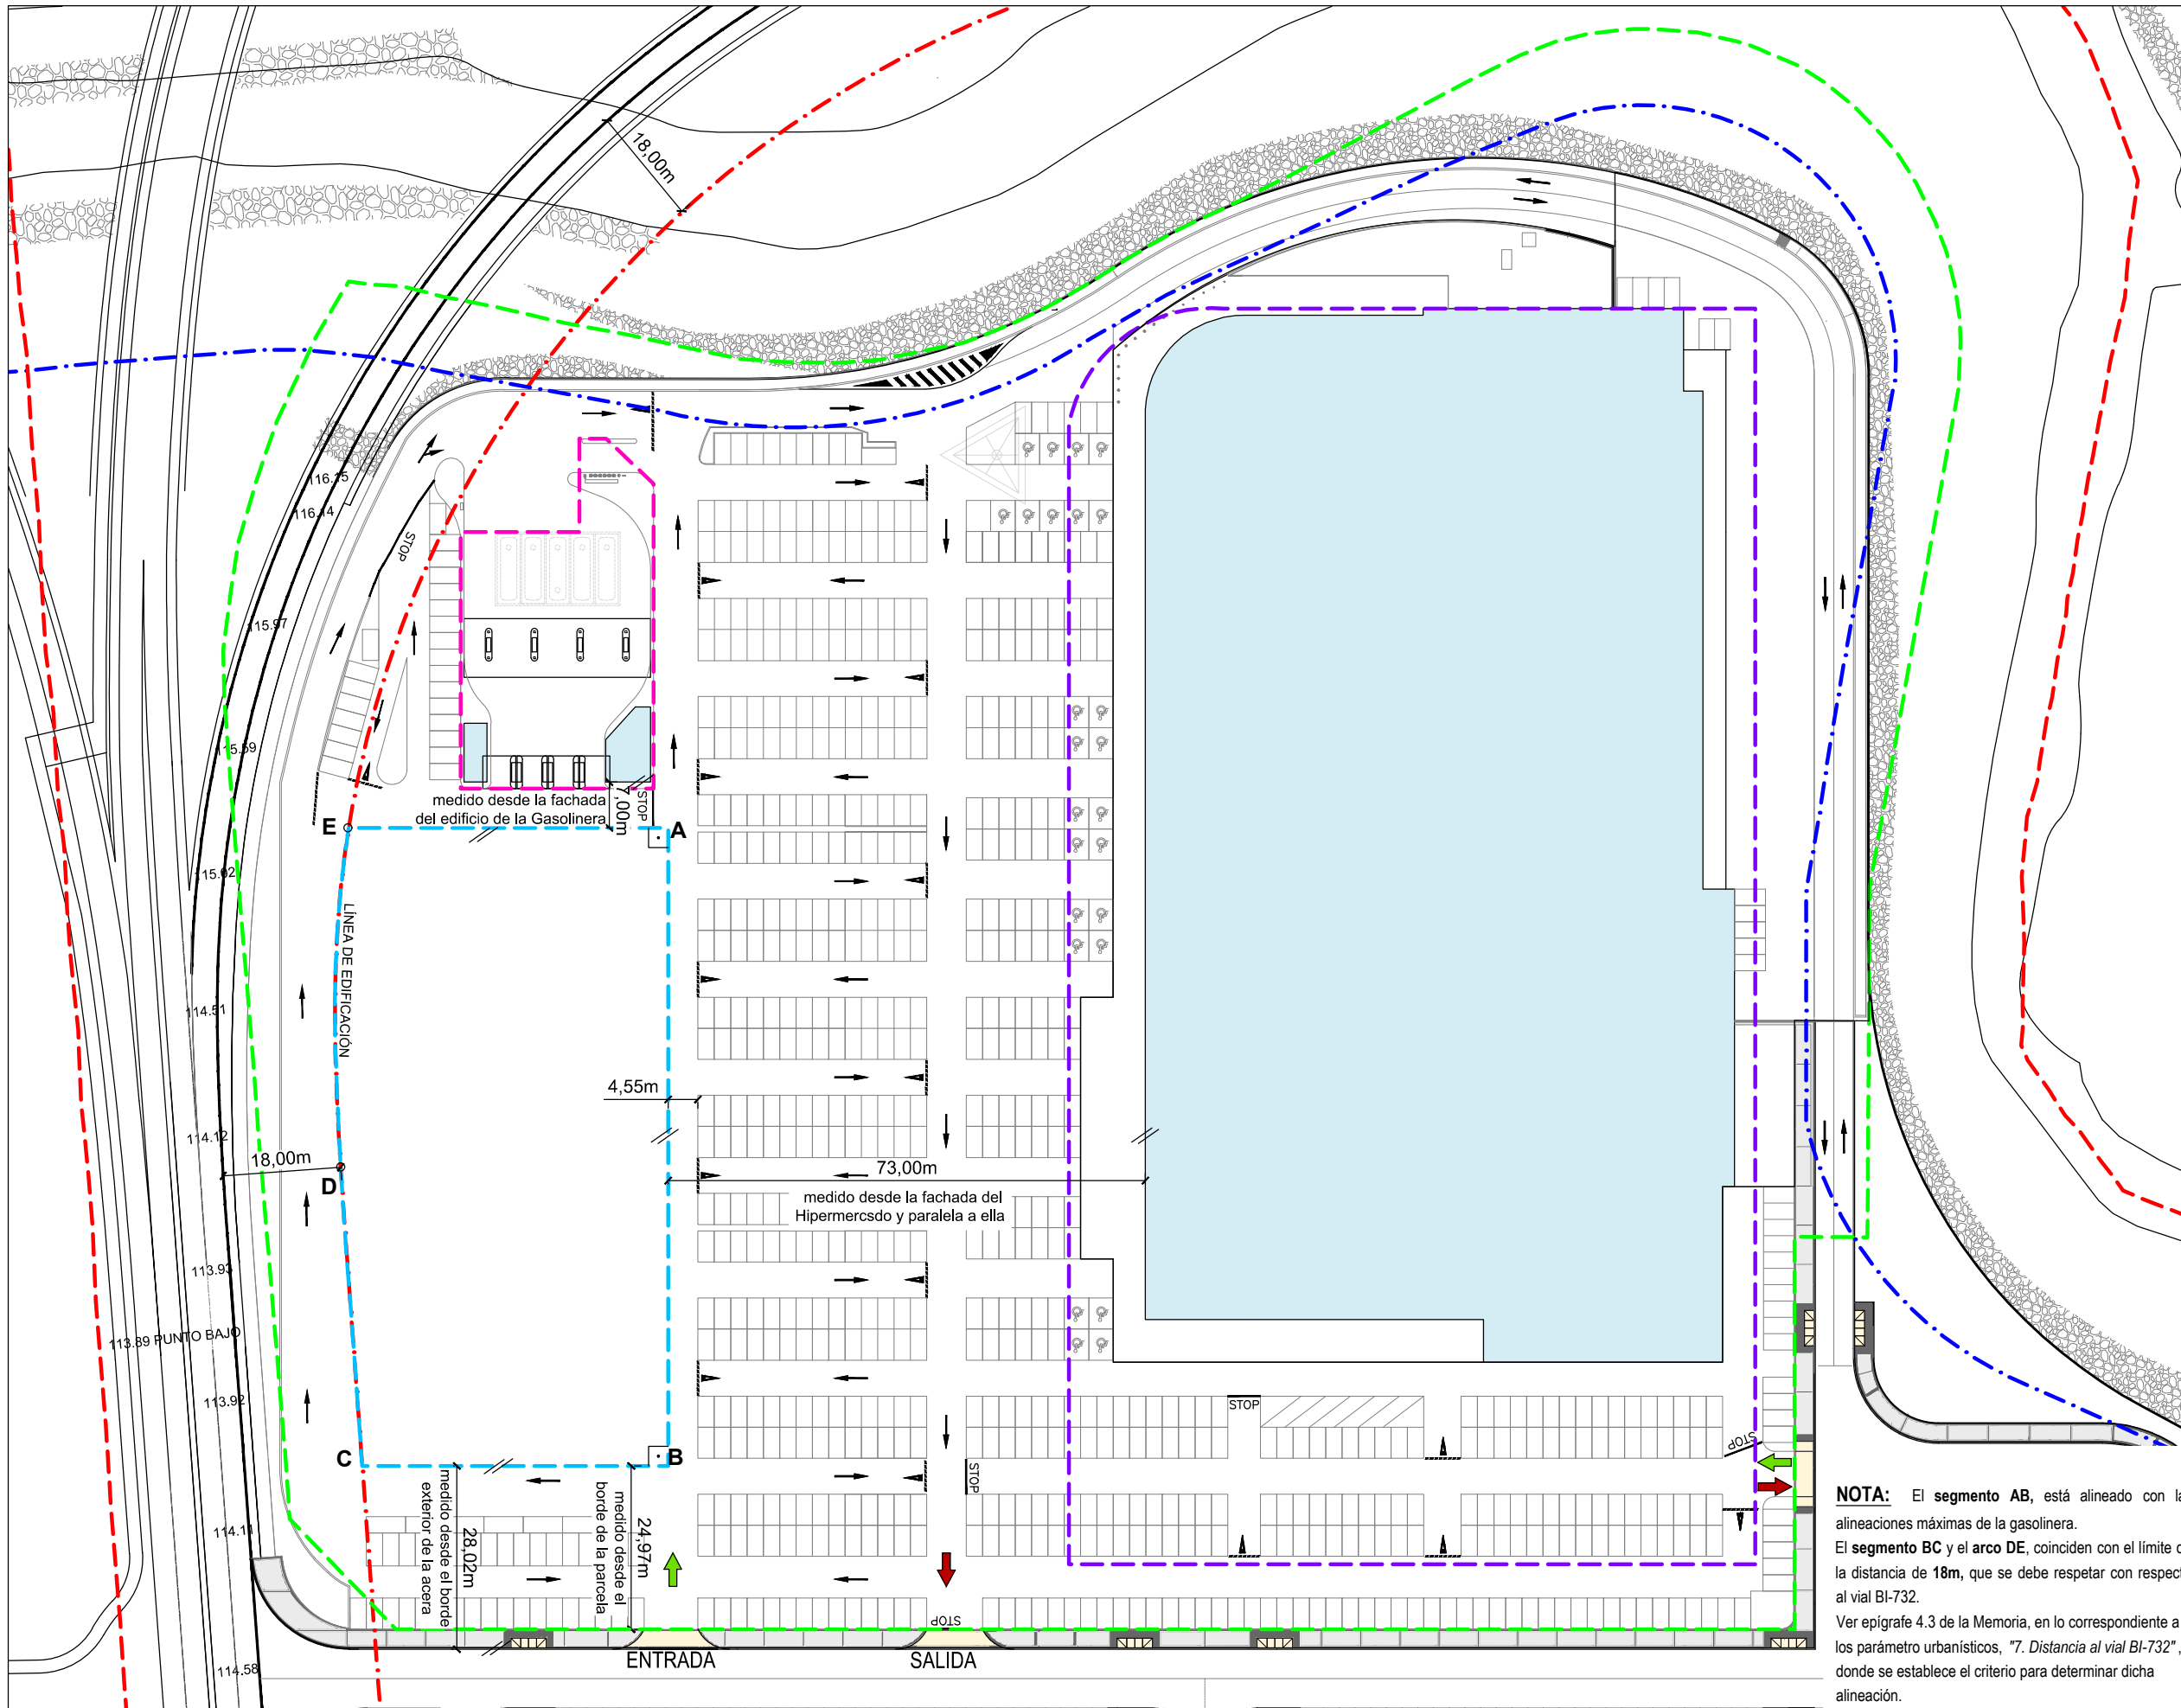 18,00m
116.15
116.14
STOP
115.97
115.59
medido desde la fachada
del edificio de la Gasolinera
7,00m
STOP
E
A
115.02
LÍNEA DE EDIFICACIÓN
114.51
4,55m
114.12
18,00m
D
73,00m
medido desde la fachada del
Hipermercsdo y paralela a ella
113.93
113.89 PUNTO BAJO
113.92
STOP
STOP
C
B
STOP
medido desde el borde
exterior de la acera
28,02m
medido desde el
borde de la parcela
24,97m
114.11
NOTA: El segmento AB, está alineado con
alineaciones máximas de la gasolinera.
El segmento BC y el arco DE, coinciden con el límite
la distancia de 18m, que se debe respetar con respect
al vial BI-732.
Ver epígrafe 4.3 de la Memoria, en lo correspondiente a
los parámetro urbanísticos, "7. Distancia al vial BI-732" ,
donde se establece el criterio para determinar dicha
alineación.
STOP
ENTRADA
SALIDA
114.58